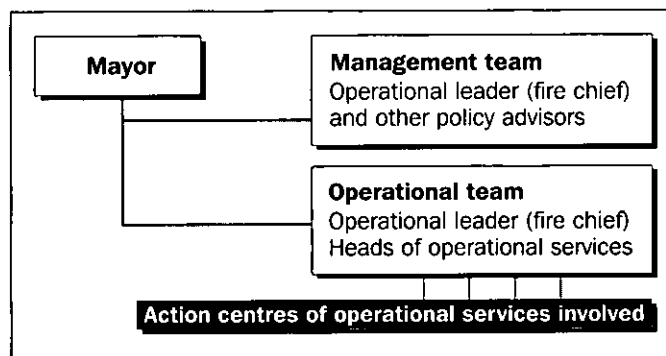 Mayor
Management team
Operational leader (fire chief)
and other policy advisors
Operational team
Operational leader (fire chief)
Heads of operational services
Action centres of operational services involved